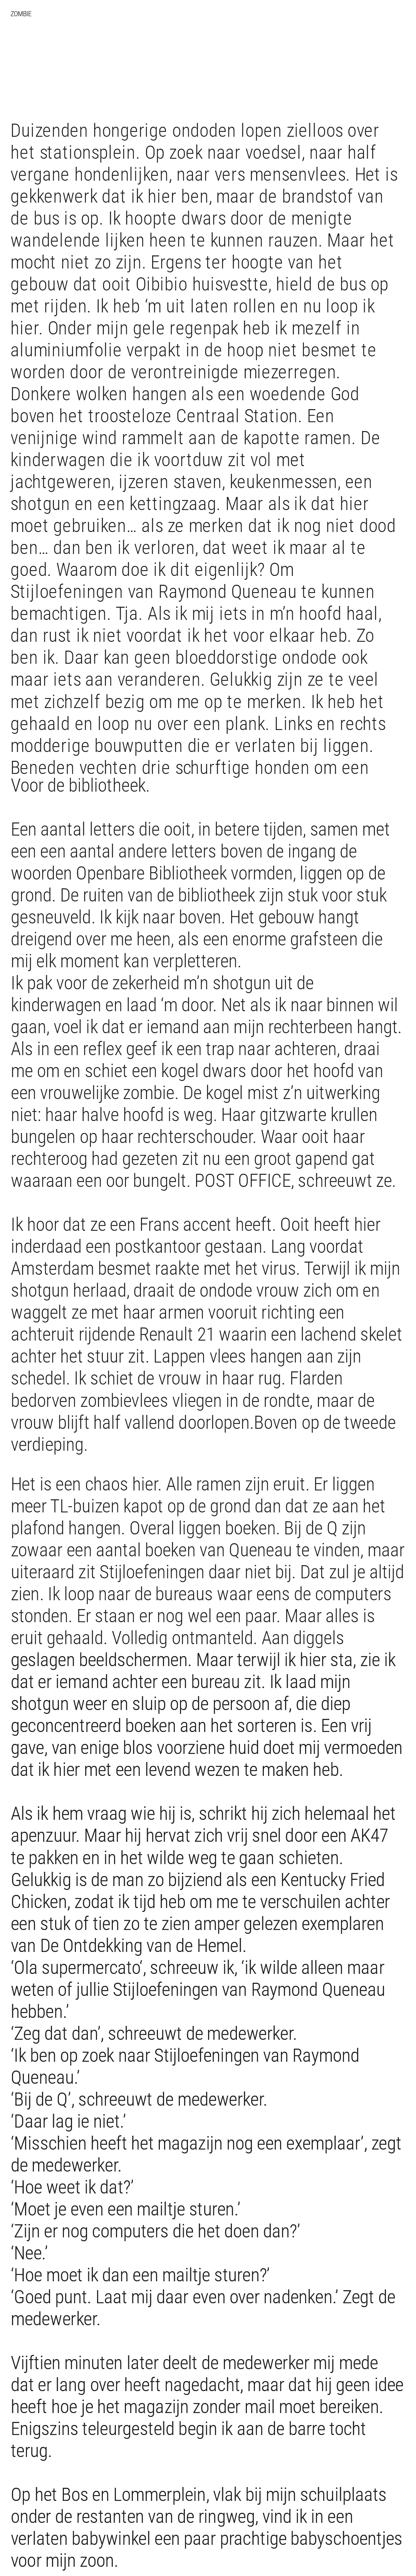 ZOMBIE
Duizenden hongerige ondoden lopen zielloos over
het stationsplein. Op zoek naar voedsel, naar half
vergane hondenlijken, naar vers mensenvlees. Het is
gekkenwerk dat ik hier ben, maar de brandstof van
de bus is op. Ik hoopte dwars door de menigte
wandelende lijken heen te kunnen rauzen. Maar het
mocht niet zo zijn. Ergens ter hoogte van het
gebouw dat ooit Oibibio huisvestte, hield de bus op
met rijden. Ik heb ‘m uit laten rollen en nu loop ik
hier. Onder mijn gele regenpak heb ik mezelf in
aluminiumfolie verpakt in de hoop niet besmet te
worden door de verontreinigde miezerregen.
Donkere wolken hangen als een woedende God
boven het troosteloze Centraal Station. Een
venijnige wind rammelt aan de kapotte ramen. De
kinderwagen die ik voortduw zit vol met
jachtgeweren, ijzeren staven, keukenmessen, een
shotgun en een kettingzaag. Maar als ik dat hier
moet gebruiken… als ze merken dat ik nog niet dood
ben… dan ben ik verloren, dat weet ik maar al te
goed. Waarom doe ik dit eigenlijk? Om
Stijloefeningen van Raymond Queneau te kunnen
bemachtigen. Tja. Als ik mij iets in m’n hoofd haal,
dan rust ik niet voordat ik het voor elkaar heb. Zo
ben ik. Daar kan geen bloeddorstige ondode ook
maar iets aan veranderen. Gelukkig zijn ze te veel
met zichzelf bezig om me op te merken. Ik heb het
gehaald en loop nu over een plank. Links en rechts
modderige bouwputten die er verlaten bij liggen.
Beneden vechten drie schurftige honden om een
Voor de bibliotheek.
Een aantal letters die ooit, in betere tijden, samen met
een een aantal andere letters boven de ingang de
woorden Openbare Bibliotheek vormden, liggen op de
grond. De ruiten van de bibliotheek zijn stuk voor stuk
gesneuveld. Ik kijk naar boven. Het gebouw hangt
dreigend over me heen, als een enorme grafsteen die
mij elk moment kan verpletteren.
Ik pak voor de zekerheid m’n shotgun uit de
kinderwagen en laad ‘m door. Net als ik naar binnen wil
gaan, voel ik dat er iemand aan mijn rechterbeen hangt.
Als in een reflex geef ik een trap naar achteren, draai
me om en schiet een kogel dwars door het hoofd van
een vrouwelijke zombie. De kogel mist z’n uitwerking
niet: haar halve hoofd is weg. Haar gitzwarte krullen
bungelen op haar rechterschouder. Waar ooit haar
rechteroog had gezeten zit nu een groot gapend gat
waaraan een oor bungelt. POST OFFICE, schreeuwt ze.
Ik hoor dat ze een Frans accent heeft. Ooit heeft hier
inderdaad een postkantoor gestaan. Lang voordat
Amsterdam besmet raakte met het virus. Terwijl ik mijn
shotgun herlaad, draait de ondode vrouw zich om en
waggelt ze met haar armen vooruit richting een
achteruit rijdende Renault 21 waarin een lachend skelet
achter het stuur zit. Lappen vlees hangen aan zijn
schedel. Ik schiet de vrouw in haar rug. Flarden
bedorven zombievlees vliegen in de rondte, maar de
vrouw blijft half vallend doorlopen.Boven op de tweede
verdieping.
Het is een chaos hier. Alle ramen zijn eruit. Er liggen
meer TL-buizen kapot op de grond dan dat ze aan het
plafond hangen. Overal liggen boeken. Bij de Q zijn
zowaar een aantal boeken van Queneau te vinden, maar
uiteraard zit Stijloefeningen daar niet bij. Dat zul je altijd
zien. Ik loop naar de bureaus waar eens de computers
stonden. Er staan er nog wel een paar. Maar alles is
eruit gehaald. Volledig ontmanteld. Aan diggels
geslagen beeldschermen. Maar terwijl ik hier sta, zie ik
dat er iemand achter een bureau zit. Ik laad mijn
shotgun weer en sluip op de persoon af, die diep
geconcentreerd boeken aan het sorteren is. Een vrij
gave, van enige blos voorziene huid doet mij vermoeden
dat ik hier met een levend wezen te maken heb.
Als ik hem vraag wie hij is, schrikt hij zich helemaal het
apenzuur. Maar hij hervat zich vrij snel door een AK47
te pakken en in het wilde weg te gaan schieten.
Gelukkig is de man zo bijziend als een Kentucky Fried
Chicken, zodat ik tijd heb om me te verschuilen achter
een stuk of tien zo te zien amper gelezen exemplaren
van De Ontdekking van de Hemel.
‘Ola supermercato’, schreeuw ik, ‘ik wilde alleen maar
weten of jullie Stijloefeningen van Raymond Queneau
hebben.’
‘Zeg dat dan’, schreeuwt de medewerker.
‘Ik ben op zoek naar Stijloefeningen van Raymond
Queneau.’
‘Bij de Q’, schreeuwt de medewerker.
‘Daar lag ie niet.’
‘Misschien heeft het magazijn nog een exemplaar’, zegt
de medewerker.
‘Hoe weet ik dat?’
‘Moet je even een mailtje sturen.’
‘Zijn er nog computers die het doen dan?’
‘Nee.’
‘Hoe moet ik dan een mailtje sturen?’
‘Goed punt. Laat mij daar even over nadenken.’ Zegt de
medewerker.
Vijftien minuten later deelt de medewerker mij mede
dat er lang over heeft nagedacht, maar dat hij geen idee
heeft hoe je het magazijn zonder mail moet bereiken.
Enigszins teleurgesteld begin ik aan de barre tocht
terug.
Op het Bos en Lommerplein, vlak bij mijn schuilplaats
onder de restanten van de ringweg, vind ik in een
verlaten babywinkel een paar prachtige babyschoentjes
voor mijn zoon.